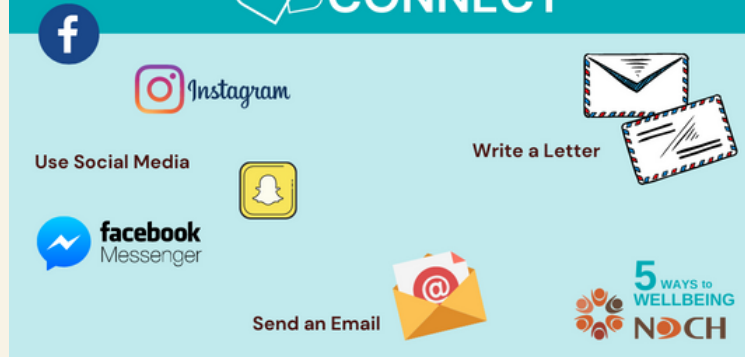 CONNECT
f
Instagram
Use Social Media
Write a Letter
facebook
Messenger
@
Send an Email
5 WAYS to
WELLBEING
NOCH